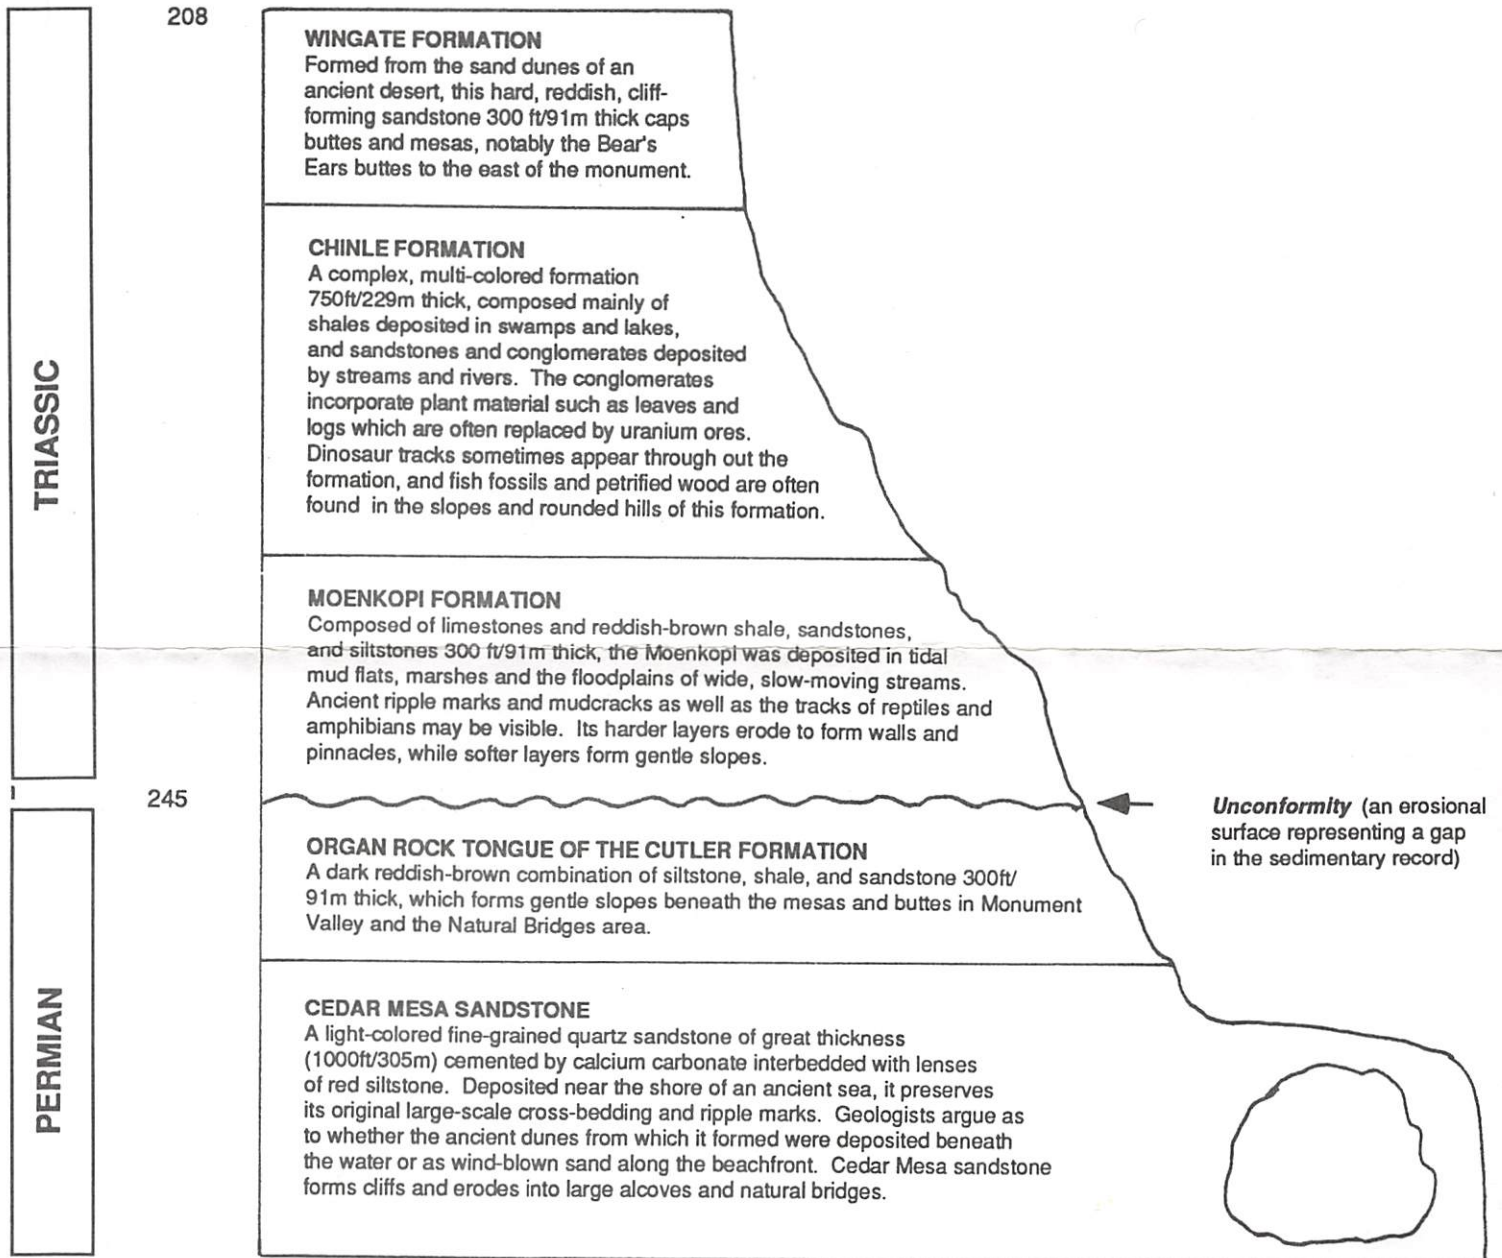 208
WINGATE FORMATION
Formed from the sand dunes of an
ancient desert, this hard, reddish, cliff-
forming sandstone 300 ft/91m thick caps
buttes and mesas, notably the Bear's
Ears buttes to the east of the monument.
CHINLE FORMATION
A complex, multi-colored formation
750ft/229m thick, composed mainly of
shales deposited in swamps and lakes,
and sandstones and conglomerates deposited
by streams and rivers. The conglomerates
incorporate plant material such as leaves and
logs which are often replaced by uranium ores.
Dinosaur tracks sometimes appear through out the
formation, and fish fossils and petrified wood are often
found in the slopes and rounded hills of this formation.
TRIASSIC
MOENKOPI FORMATION
Composed of limestones and reddish-brown shale, sandstones,
and siltstones 300 ft/91m thick, the Moenkopi was deposited in tidal
mud flats, marshes and the floodplains of wide, slow-moving streams.
Ancient ripple marks and mudcracks as well as the tracks of reptiles and
amphibians may be visible. Its harder layers erode to form walls and
pinnacles, while softer layers form gentle slopes.
245
Unconformity (an erosional
surface representing a gap
in the sedimentary record)
ORGAN ROCK TONGUE OF THE CUTLER FORMATION
A dark reddish-brown combination of siltstone, shale, and sandstone 300ft/
91m thick, which forms gentle slopes beneath the mesas and buttes in Monument
Valley and the Natural Bridges area.
PERMIAN
CEDAR MESA SANDSTONE
A light-colored fine-grained quartz sandstone of great thickness
(1000ft/305m) cemented by calcium carbonate interbedded with lenses
of red siltstone. Deposited near the shore of an ancient sea, it preserves
its original large-scale cross-bedding and ripple marks. Geologists argue as
to whether the ancient dunes from which it formed were deposited beneath
the water or as wind-blown sand along the beachfront. Cedar Mesa sandstone
forms cliffs and erodes into large alcoves and natural bridges.